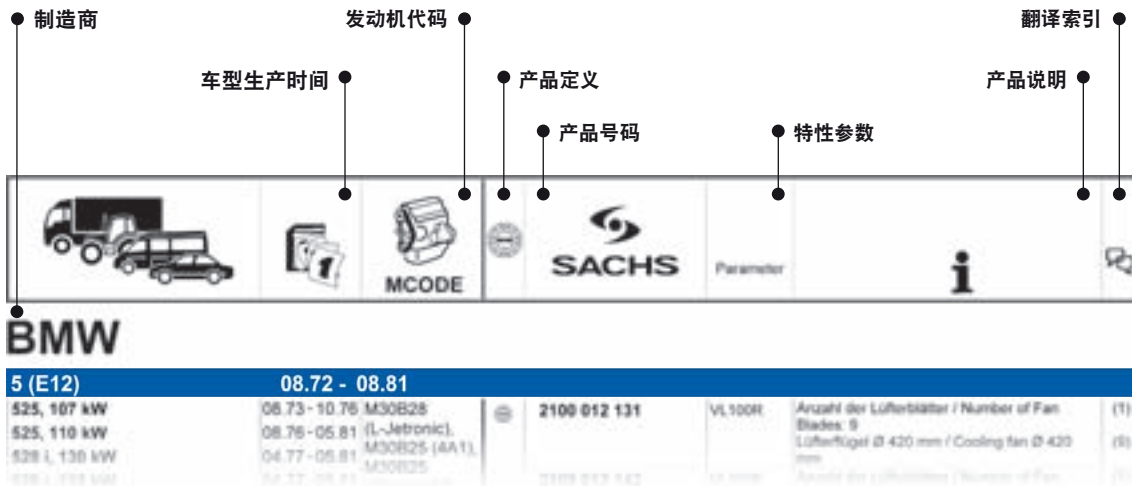 制造商
发动机代码
翻译索引
车型生产时间
产品定义
产品说明
产品号码
特性参数
1
MCODE
SACHS
Parameter
i
BMW
5 (E12) 08.72 - 08.81
525, 107 kW 08.73-10.76 M30B28 2100 012 131 VL100R Anzahl der Lüfterblätter / Number of Fan (1)
Blades: 9
525, 110 kW 08.76-05.81 (L-Jetronic), Lüfterflügel Ø 420 mm / Cooling fan Ø 420
M30B25 (4A1),
528 i, 130 kW 04.77-05.81 mm
M30B25